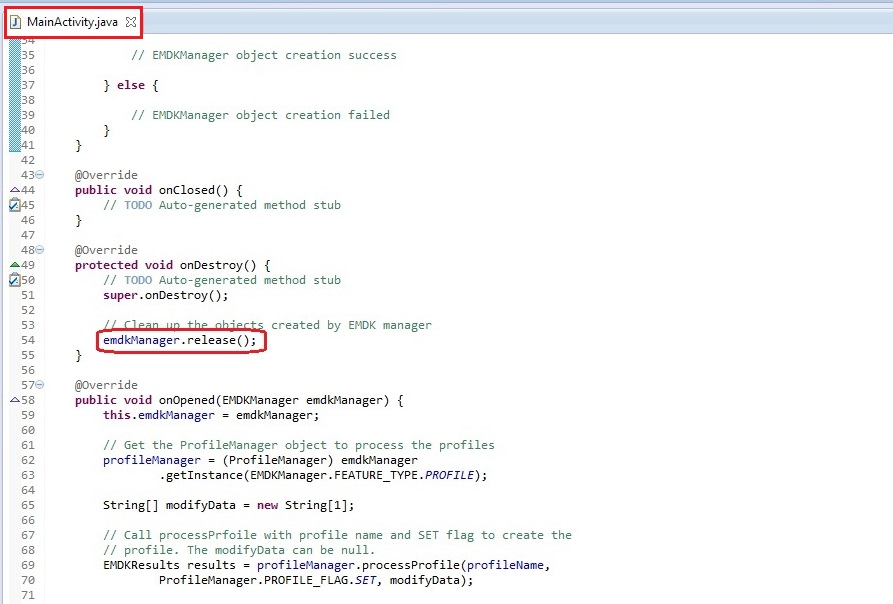 MainActivity.java
34
35 // EMDKManager object creation success
36
37 } else {
38
39 // EMDKManager object creation failed
40 }
41 }
42
43 @Override
44 public void onClosed() {
45 // TODO Auto-generated method stub
46 }
47
48 @Override
49 protected void onDestroy() {
50 // TODO Auto-generated method stub
51 super.onDestroy();
52
53 // Clean up the objects created by EMDK manager
54 emdkManager.release();
55 }
56
57 @Override
58 public void onOpened(EMDKManager emdkManager) {
59 this.emdkManager = emdkManager;
60
61 // Get the ProfileManager object to process the profiles
62 profileManager = (ProfileManager) emdkManager
63 .getInstance(EMDKManager.FEATURE_TYPE.PROFILE);
64
65 String[] modifyData = new String[1];
66
67 // Call processPrfoile with profile name and SET flag to create the
68 // profile. The modifyData can be null.
69 EMDKResults results = profileManager.processProfile(profileName,
70 ProfileManager.PROFILE_FLAG.SET, modifyData);
71